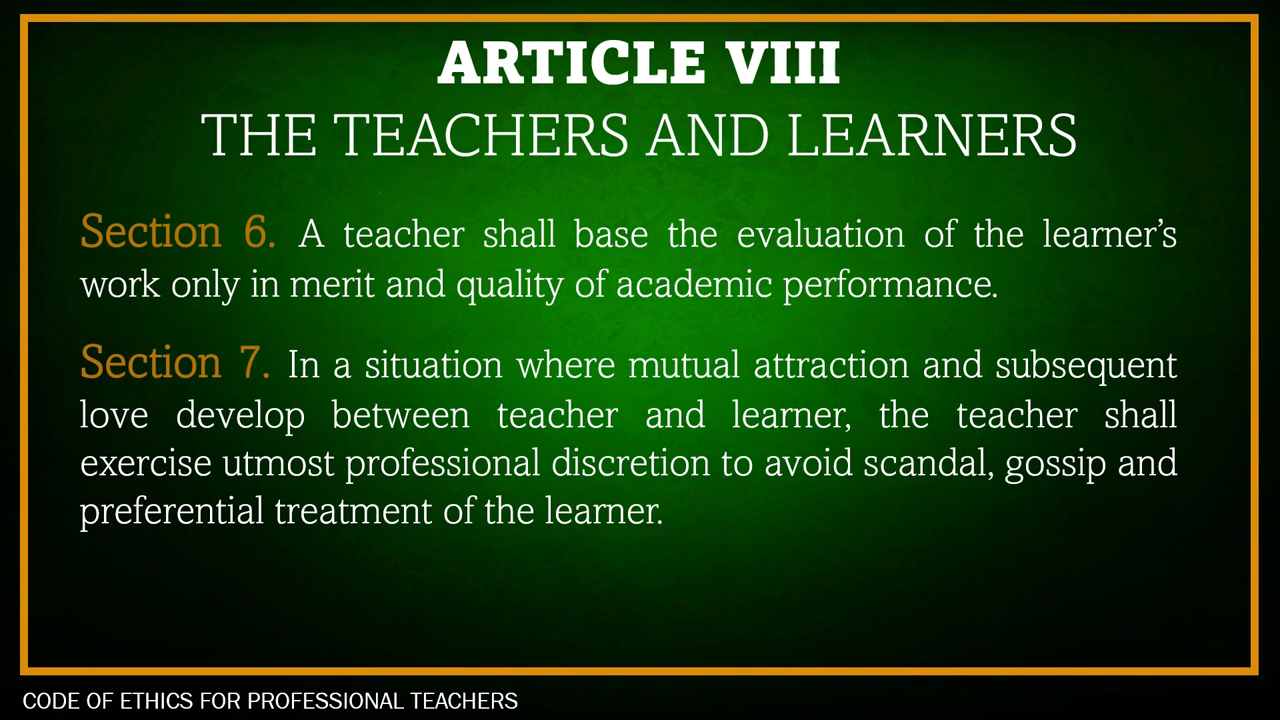 ARTICLE VIII
THE TEACHERS AND LEARNERS
Section 6. A teacher shall base the evaluation of the learner’s
work only in merit and quality of academic performance.
Section 7. In a situation where mutual attraction and subsequent
love develop between teacher and learner, the teacher shall
exercise utmost professional discretion to avoid scandal, gossip and
preferential treatment of the learner.
CODE OF ETHICS FOR PROFESSIONAL TEACHERS